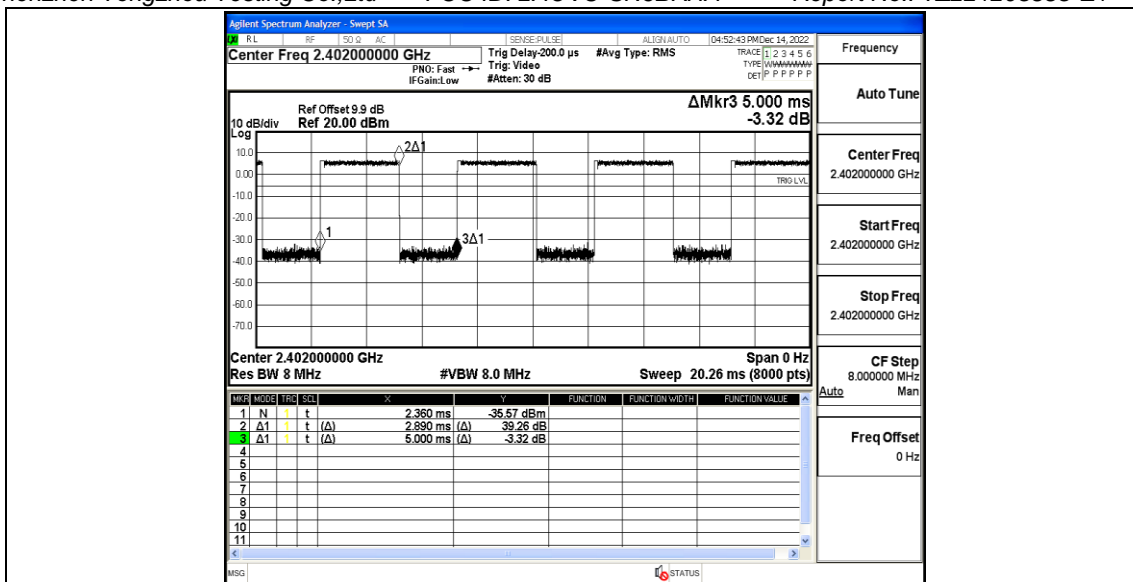 Agilent Spectrum Analyzer - Swept SA
RL RF 50 Ω AC SENSE:PULSE ALIGN AUTO 04:52:43 PM Dec 14, 2022
Center Freq 2.402000000 GHz
PNO: Fast
IFGain:Low
Trig Delay-200.0 µs
Trig: Video
#Atten: 30 dB
#Avg Type: RMS
TRACE 1 2 3 4 5 6
TYPE
DET P P P P P P
Ref Offset 9.9 dB
Ref 20.00 dBm
10 dB/div
Log
ΔMkr3 5.000 ms
-3.32 dB
10.0
0.00
-10.0
-20.0
-30.0
-40.0
-50.0
-60.0
-70.0
2Δ1
TRIG LVL
1
3Δ1
Center 2.402000000 GHz
Span 0 Hz
Res BW 8 MHz
#VBW 8.0 MHz
Sweep 20.26 ms (8000 pts)
MKR MODE TRC SCL X Y FUNCTION FUNCTION WIDTH FUNCTION VALUE
1 N 1 t 2.360 ms -35.57 dBm
2 Δ1 1 t (Δ) 2.890 ms (Δ) 39.26 dB
3 Δ1 1 t (Δ) 5.000 ms (Δ) -3.32 dB
4
5
6
7
8
9
10
11
MSG
STATUS
Frequency
Auto Tune
Center Freq
2.402000000 GHz
Start Freq
2.402000000 GHz
Stop Freq
2.402000000 GHz
CF Step
8.000000 MHz
Auto Man
Freq Offset
0 Hz